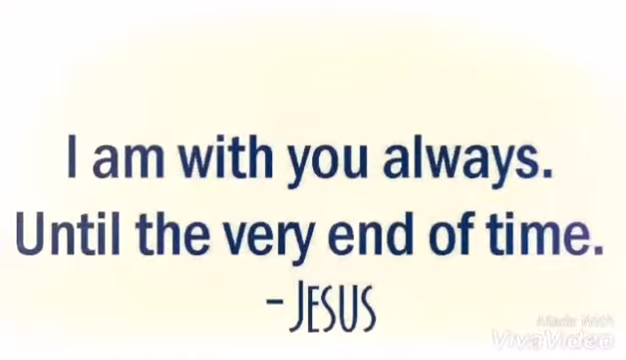 I am with you always.
Until the very end of time.
- JESUS
Made With
VivaVideo